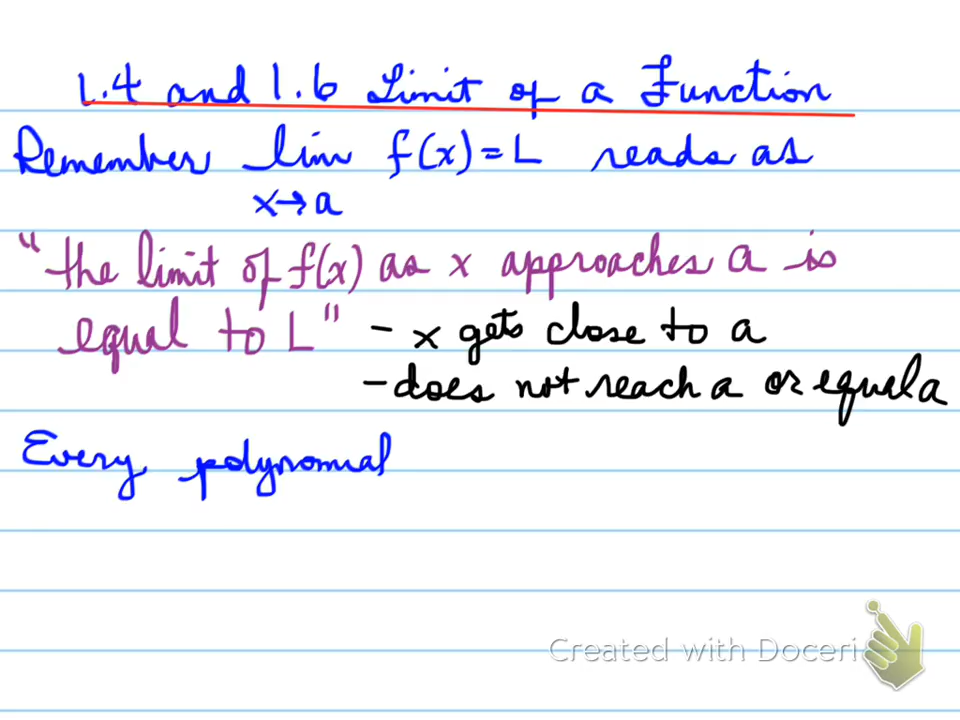 1.4 and 1.6 Limit of a Function
Remember lim f(x) = L reads as
x→a
"the limit of f(x) as x approaches a is
equal to L" - x gets close to a
- does not reach a or equal a
Every polynomial
Created with Doceri